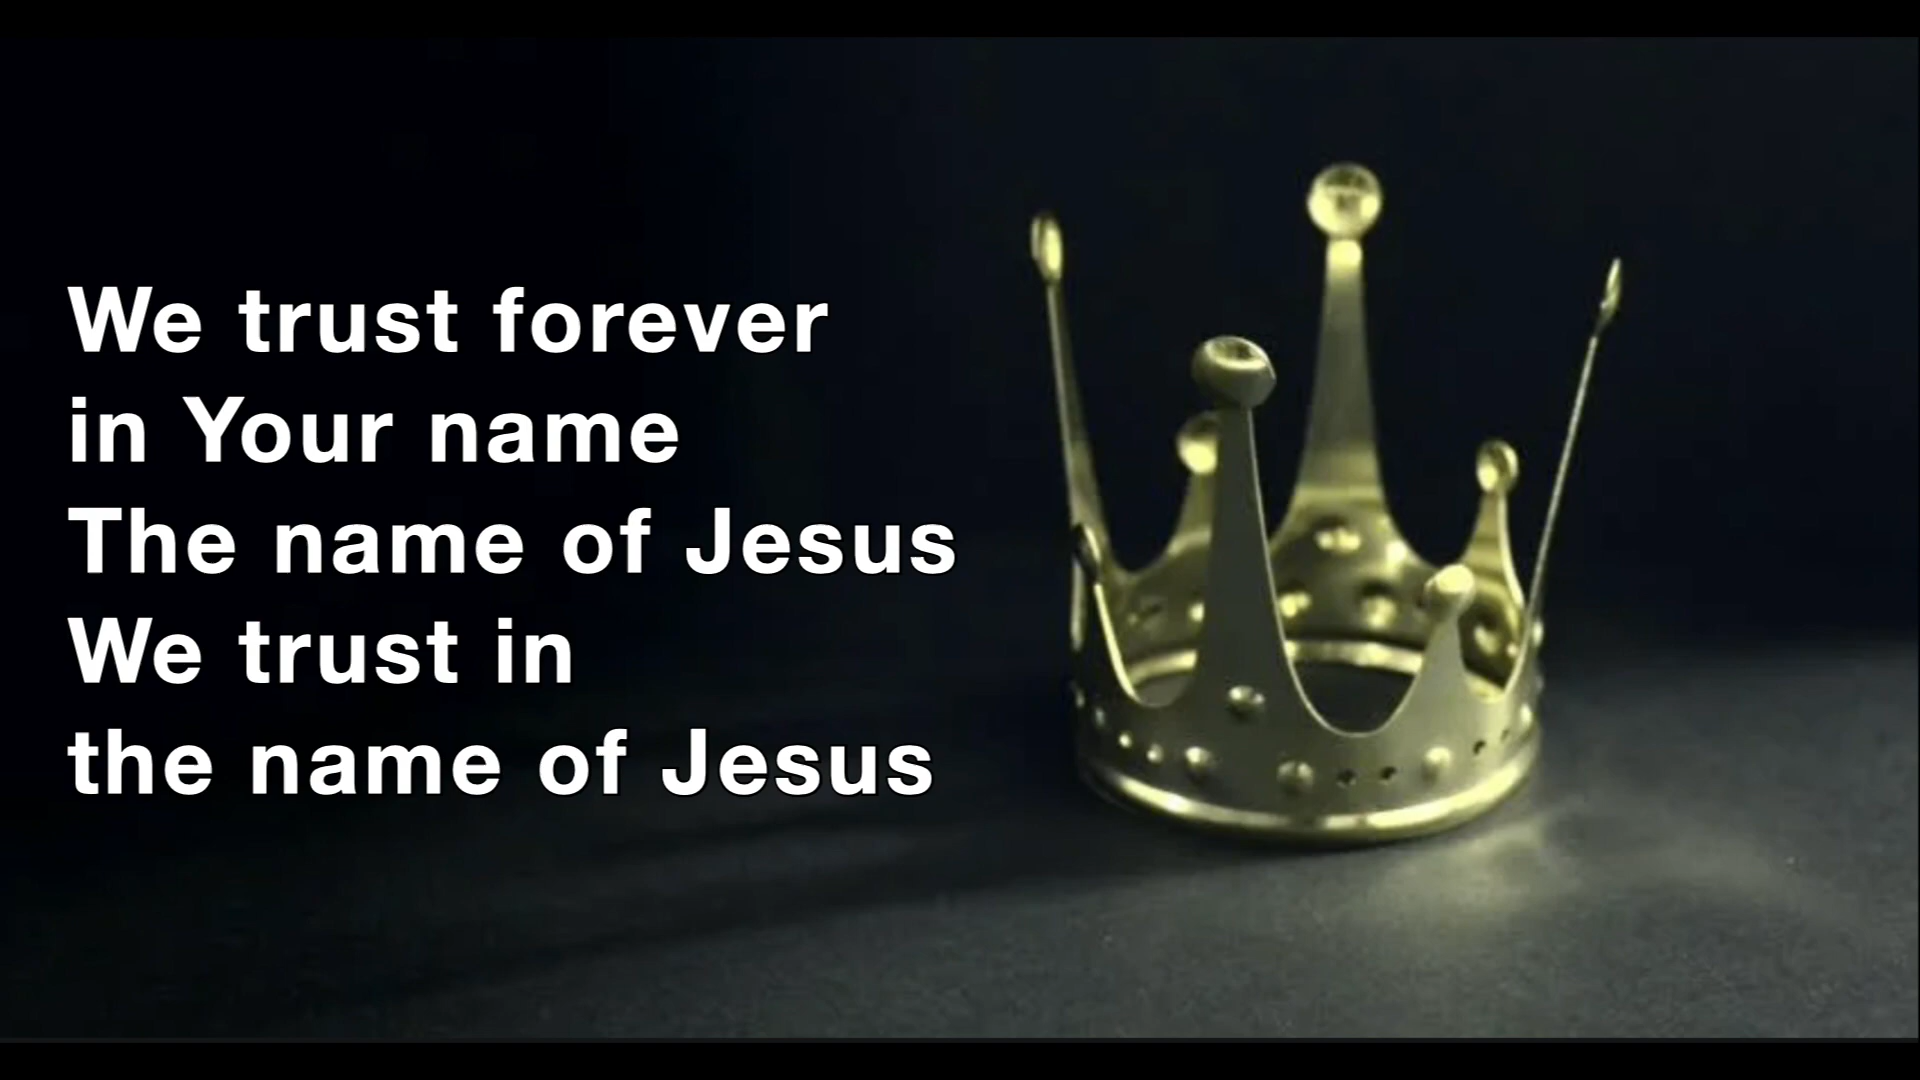 We trust forever
in Your name
The name of Jesus
We trust in
the name of Jesus